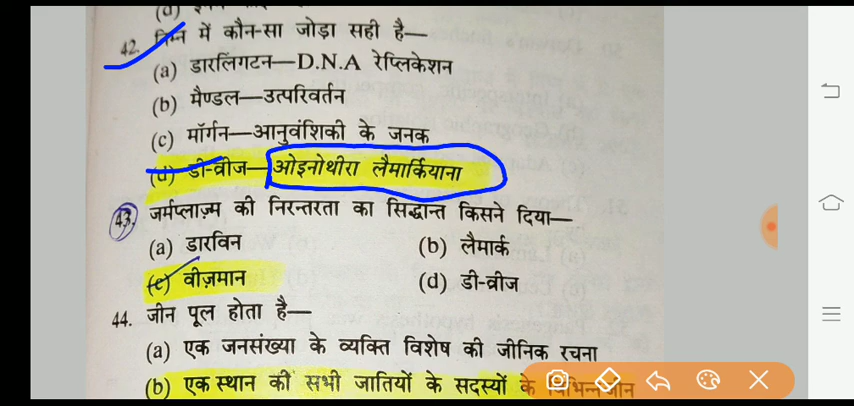 42. निम्न में कौन-सा जोड़ा सही है—
(a) डारलिंगटन—D.N.A रेप्लिकेशन
(b) मैण्डल—उत्परिवर्तन
(c) मॉर्गन—आनुवंशिकी के जनक
(d) डी-व्रीज—ओइनोथीरा लैमार्कियाना
43. जर्मप्लाज़्म की निरन्तरता का सिद्धान्त किसने दिया—
(a) डारविन (b) लैमार्क
(c) वीज़मान (d) डी-व्रीज
44. जीन पूल होता है—
(a) एक जनसंख्या के व्यक्ति विशेष की जीनिक रचना
(b) एक स्थान की सभी जातियों के सदस्यों के विभिन्न जीन